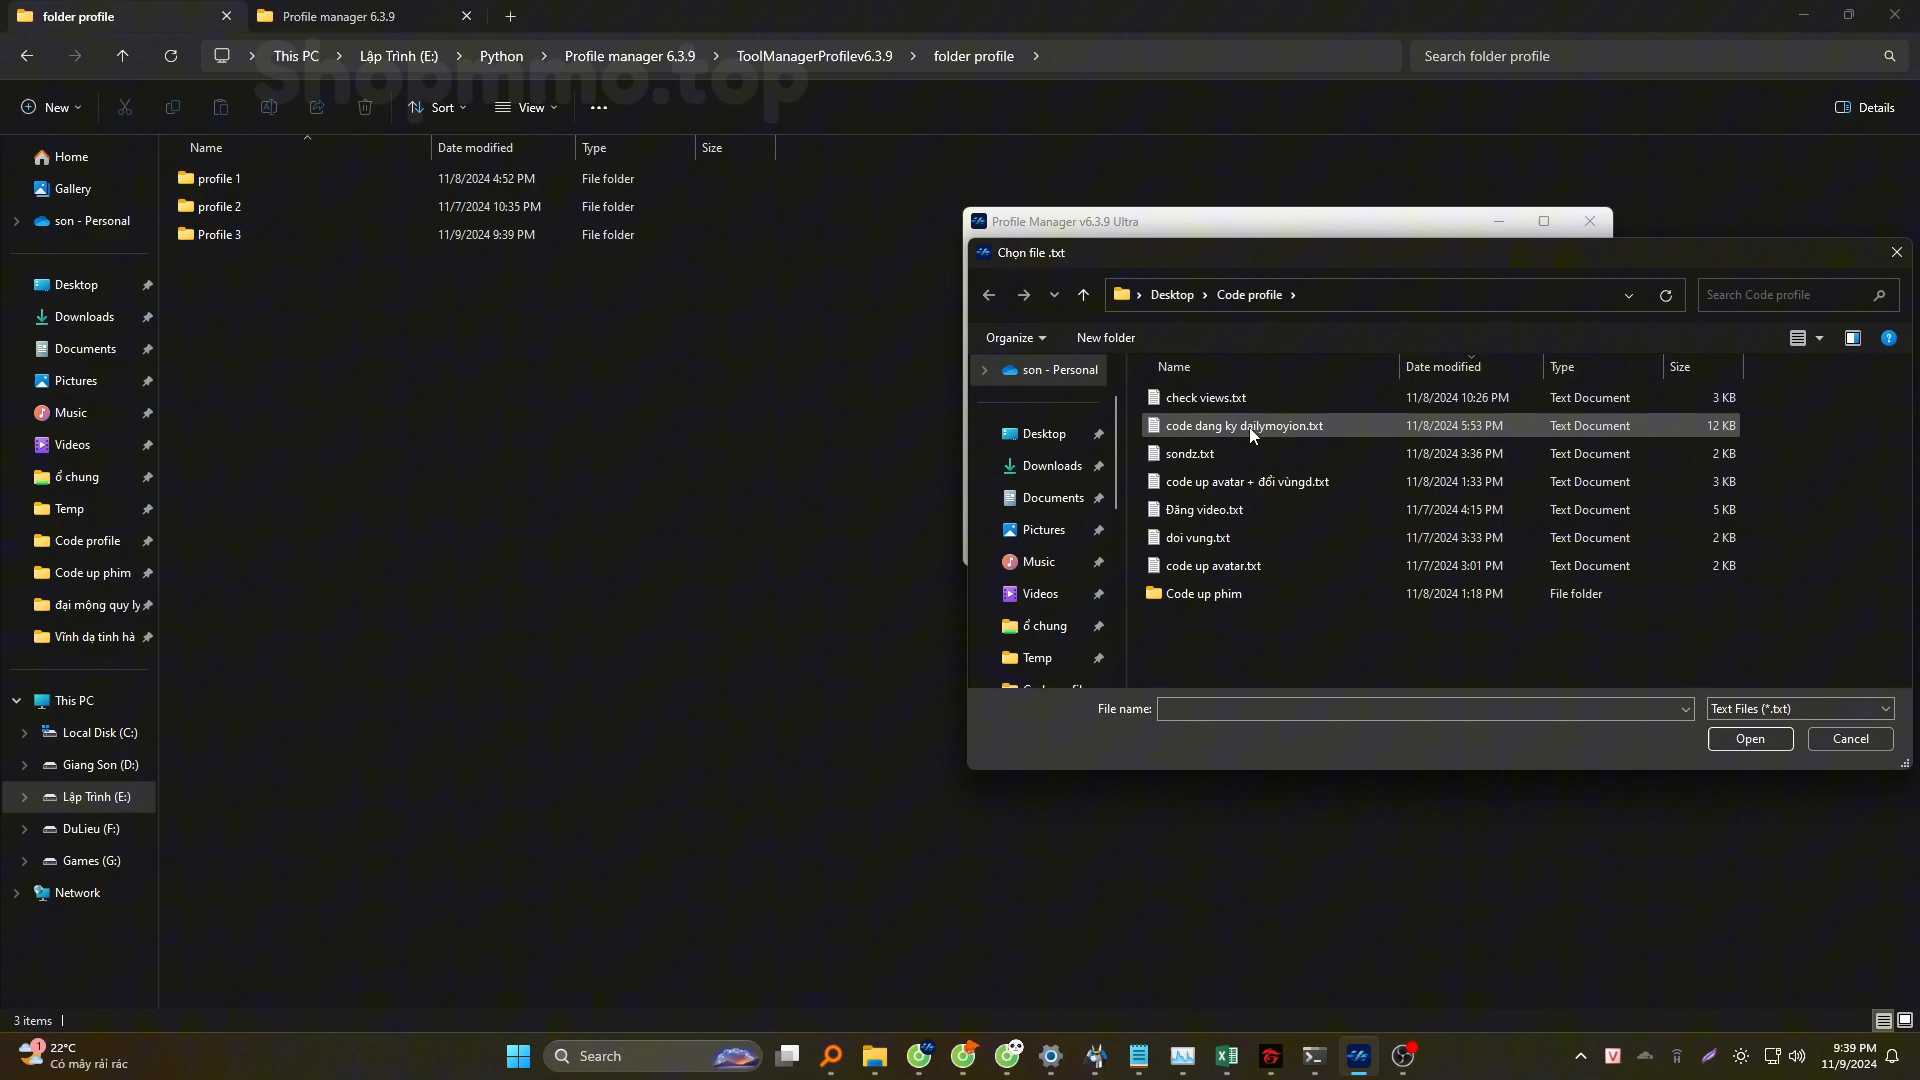 folder profile
Profile manager 6.3.9
This PC
Lập Trình (E:)
Python
Profile manager 6.3.9
ToolManagerProfilev6.3.9
folder profile
Search folder profile
Shopmmo.top
New
Sort
View
Details
Name
Date modified
Type
Size
Home
Gallery
son - Personal
profile 1 11/8/2024 4:52 PM File folder
profile 2 11/7/2024 10:35 PM File folder
Profile 3 11/9/2024 9:39 PM File folder
Desktop
Downloads
Documents
Pictures
Music
Videos
ổ chung
Temp
Code profile
Code up phim
đại mộng quy ly
Vĩnh dạ tinh hà
This PC
Local Disk (C:)
Giang Son (D:)
Lập Trình (E:)
DuLieu (F:)
Games (G:)
Network
Profile Manager v6.3.9 Ultra
Chọn file .txt
Desktop
Code profile
Search Code profile
Organize
New folder
son - Personal
Desktop
Downloads
Documents
Pictures
Music
Videos
ổ chung
Temp
Name Date modified Type Size
check views.txt 11/8/2024 10:26 PM Text Document 3 KB
code dang ky dailymoyion.txt 11/8/2024 5:53 PM Text Document 12 KB
sondz.txt 11/8/2024 3:36 PM Text Document 2 KB
code up avatar + đổi vùngd.txt 11/8/2024 1:33 PM Text Document 3 KB
Đăng video.txt 11/7/2024 4:15 PM Text Document 5 KB
doi vung.txt 11/7/2024 3:33 PM Text Document 2 KB
code up avatar.txt 11/7/2024 3:01 PM Text Document 2 KB
Code up phim 11/8/2024 1:18 PM File folder
File name:
Text Files (*.txt)
Open
Cancel
3 items
1
22°C
Có mây rải rác
Search
V
9:39 PM
11/9/2024